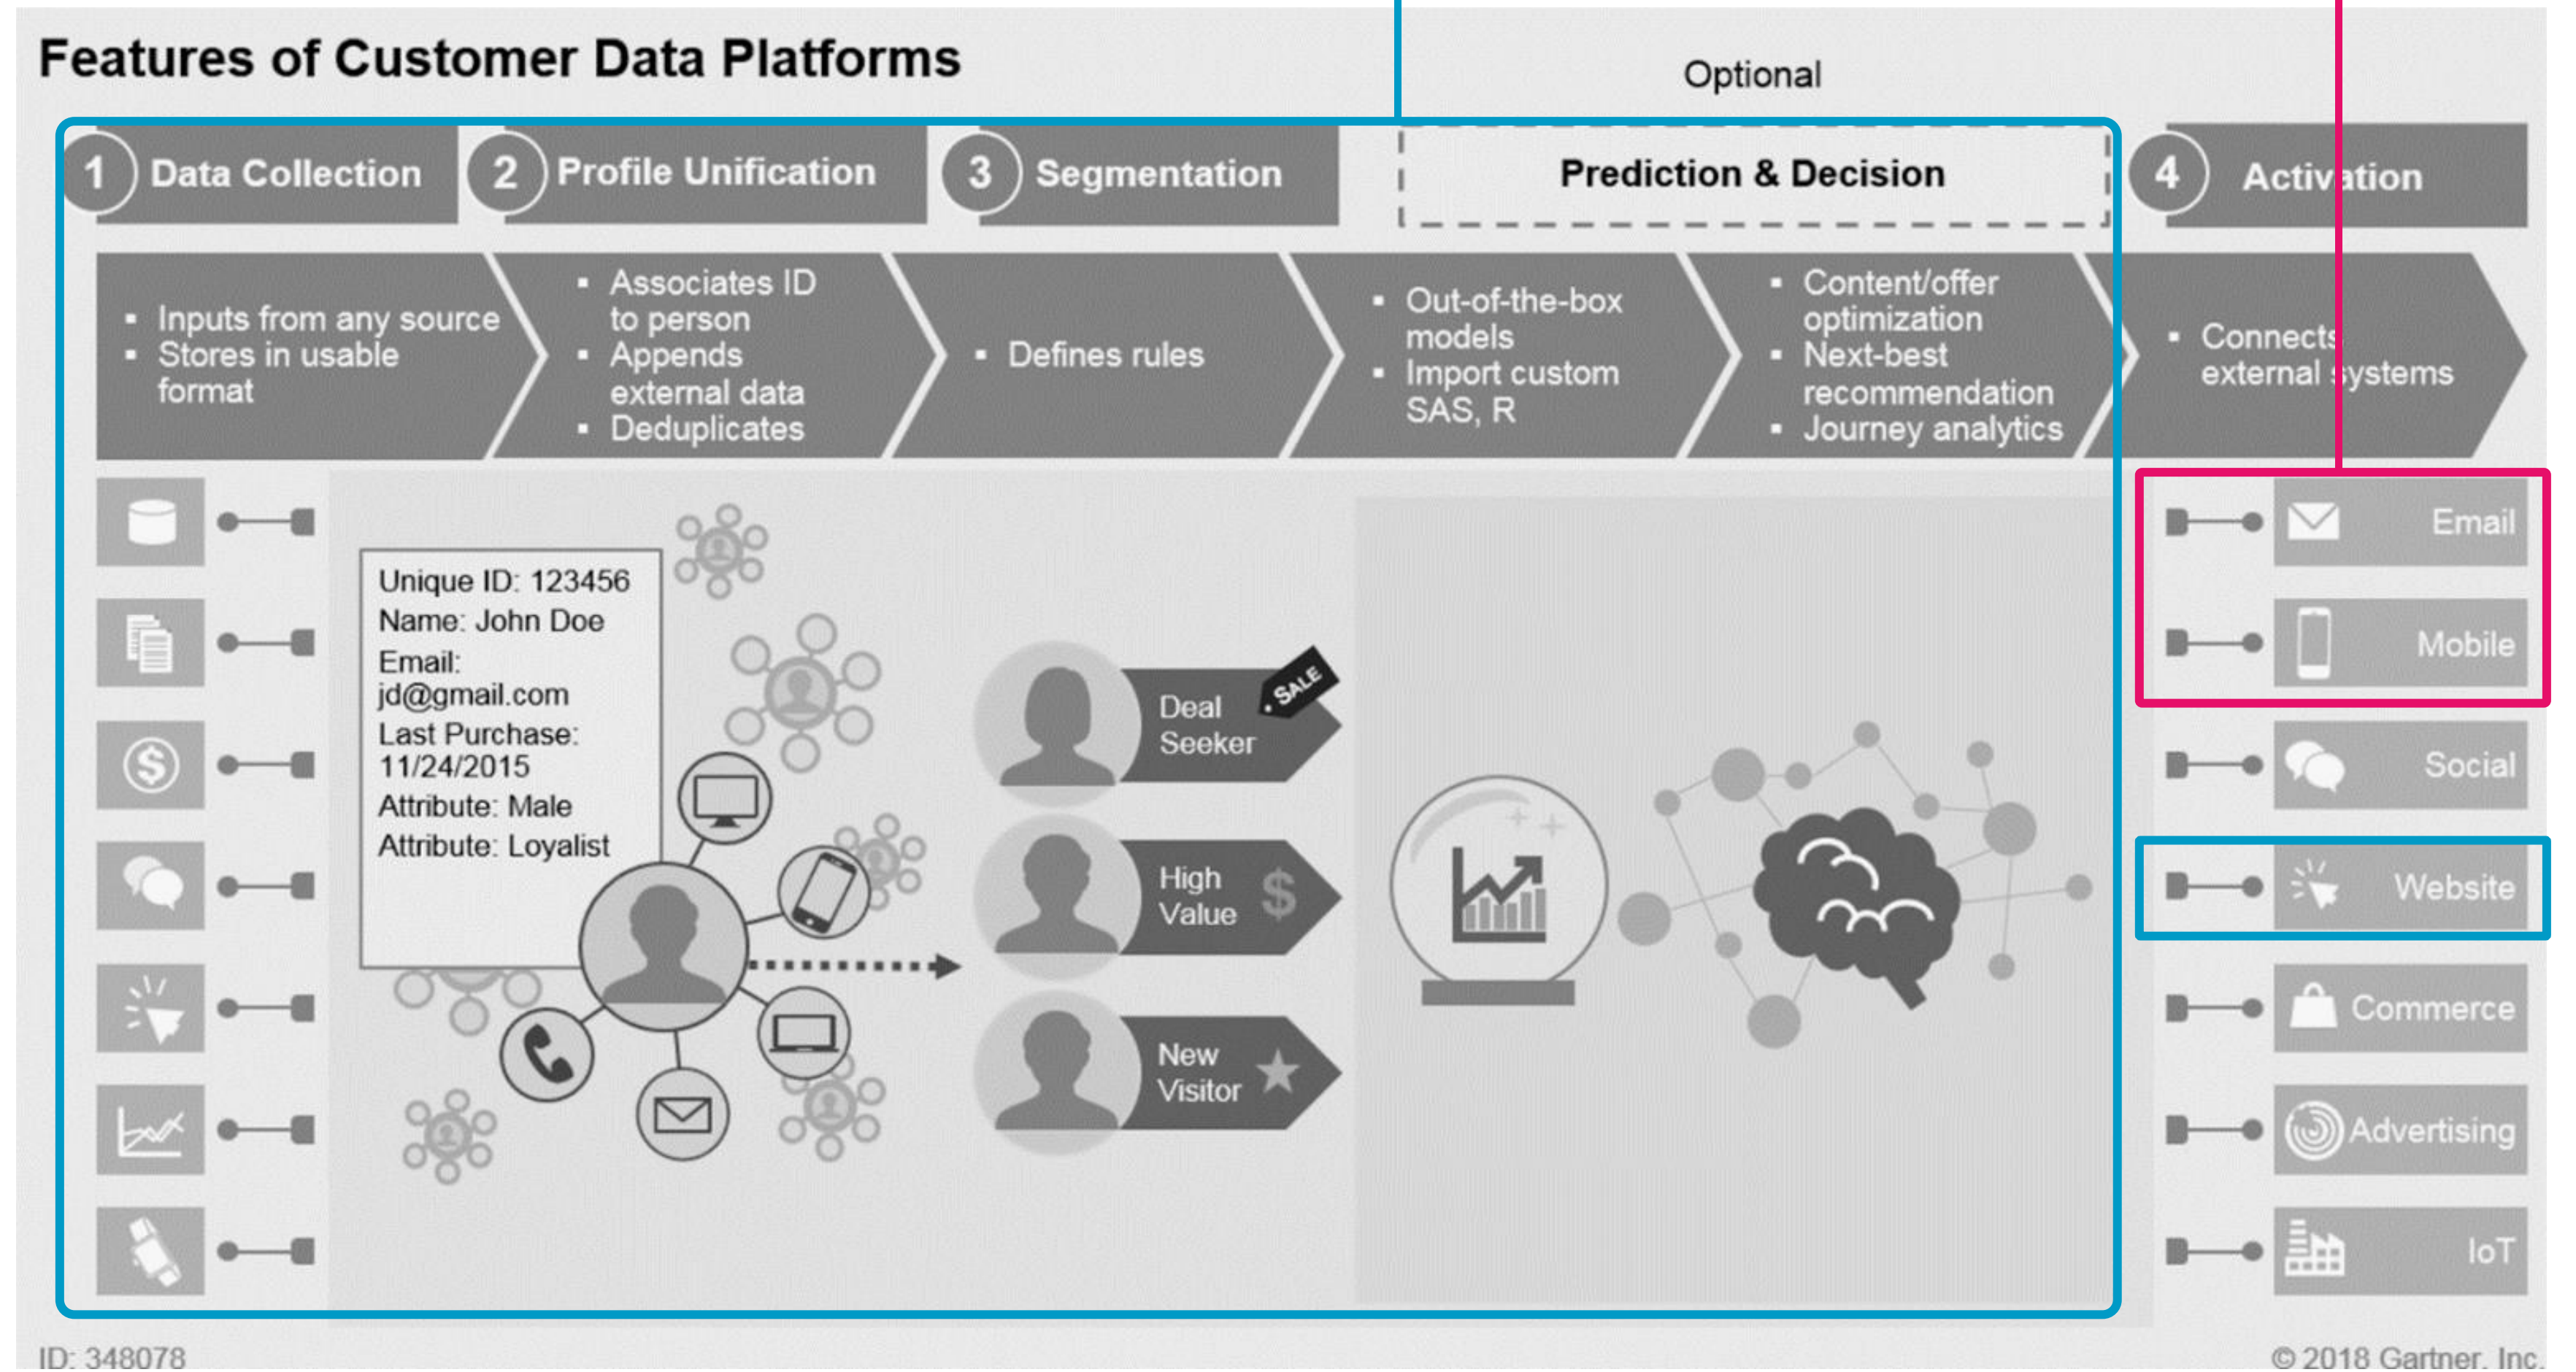 Features of Customer Data Platforms
Optional
1 Data Collection
2 Profile Unification
3 Segmentation
Prediction & Decision
4 Activation
▪ Inputs from any source
▪ Stores in usable
format
▪ Associates ID
to person
▪ Appends
external data
▪ Deduplicates
▪ Defines rules
▪ Out-of-the-box
models
▪ Import custom
SAS, R
▪ Content/offer
optimization
▪ Next-best
recommendation
▪ Journey analytics
▪ Connects
external systems
Unique ID: 123456
Name: John Doe
Email:
jd@gmail.com
Last Purchase:
11/24/2015
Attribute: Male
Attribute: Loyalist
Deal
Seeker
SALE
High
Value
$
New
Visitor
$
Email
Mobile
Social
Website
Commerce
Advertising
IoT
ID: 348078
© 2018 Gartner, Inc.